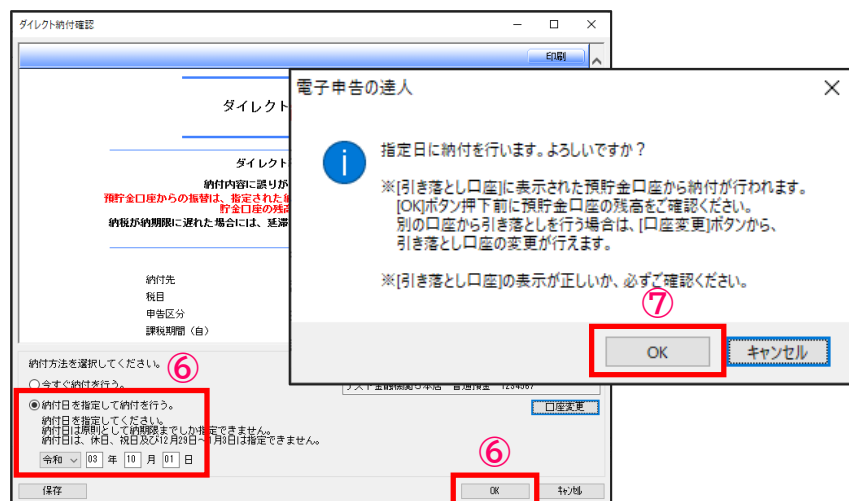 ダイレクト納付確認
印刷
ダイレクト
ダイレクト
納付内容に誤りが
預貯金口座からの振替は、指定された
貯金口座の残高
納税が納期限に遅れた場合には、延滞
納付先
税目
申告区分
課税期間（自）
納付方法を選択してください。
⑥
今すぐ納付を行う。
テスト金融機関 本店 普通預金 1234567
納付日を指定して納付を行う。
口座変更
納付日を指定してください。
納付日は原則として納期限までしか指定できません。
納付日は、休日、祝日及び12月29日～1月3日は指定できません。
令和 03 年 10 月 01 日
⑥
保存
OK
キャンセル
電子申告の達人
指定日に納付を行います。よろしいですか？
※[引き落とし口座]に表示された預貯金口座から納付が行われます。
[OK]ボタン押下前に預貯金口座の残高をご確認ください。
別の口座から引き落としを行う場合は、[口座変更]ボタンから、
引き落とし口座の変更が行えます。
※[引き落とし口座]の表示が正しいか、必ずご確認ください。
⑦
OK
キャンセル